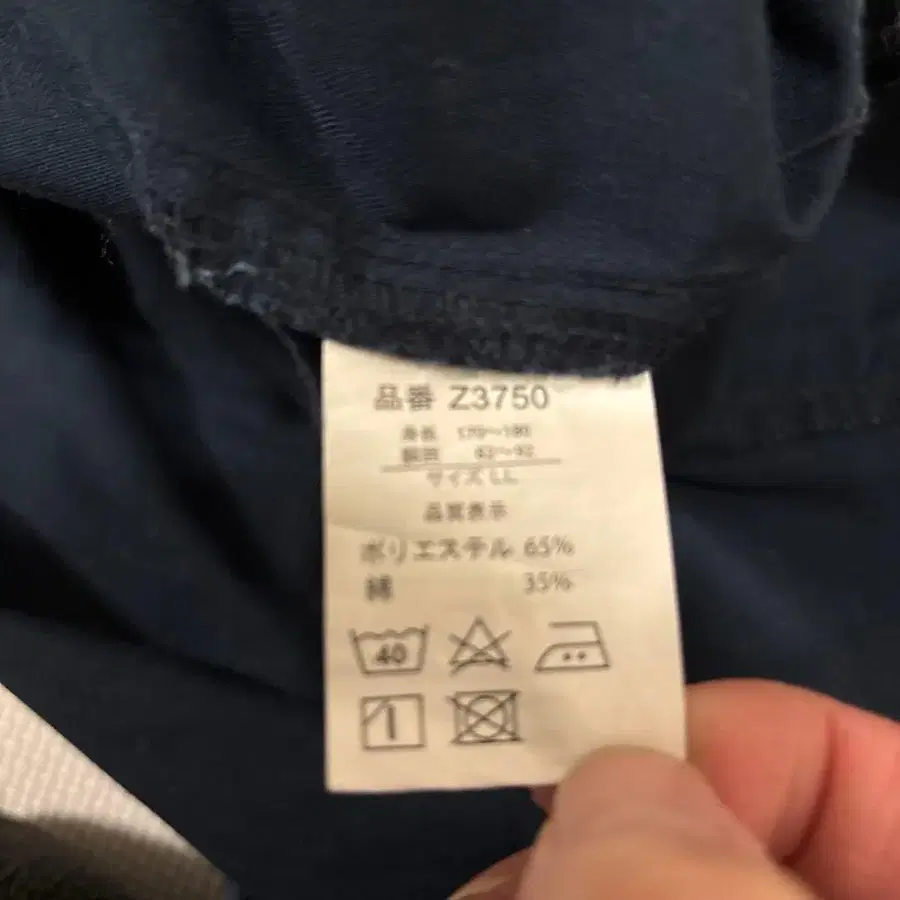 品番 Z3750
身長 170〜180
胴囲 82〜92
サイズ LL
品質表示
ポリエステル 65%
綿 35%
40